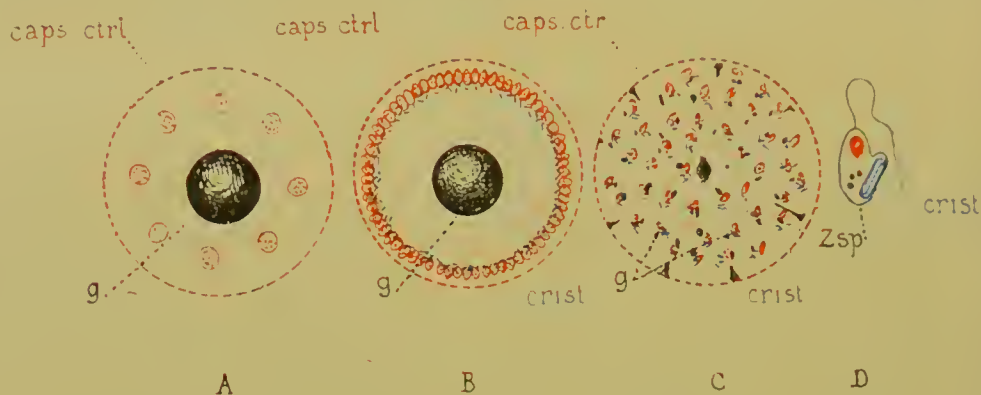 caps ctrl
caps ctrl
caps. ctr
crist
Zsp
g.
g
crist
g
crist
A
B
C
D